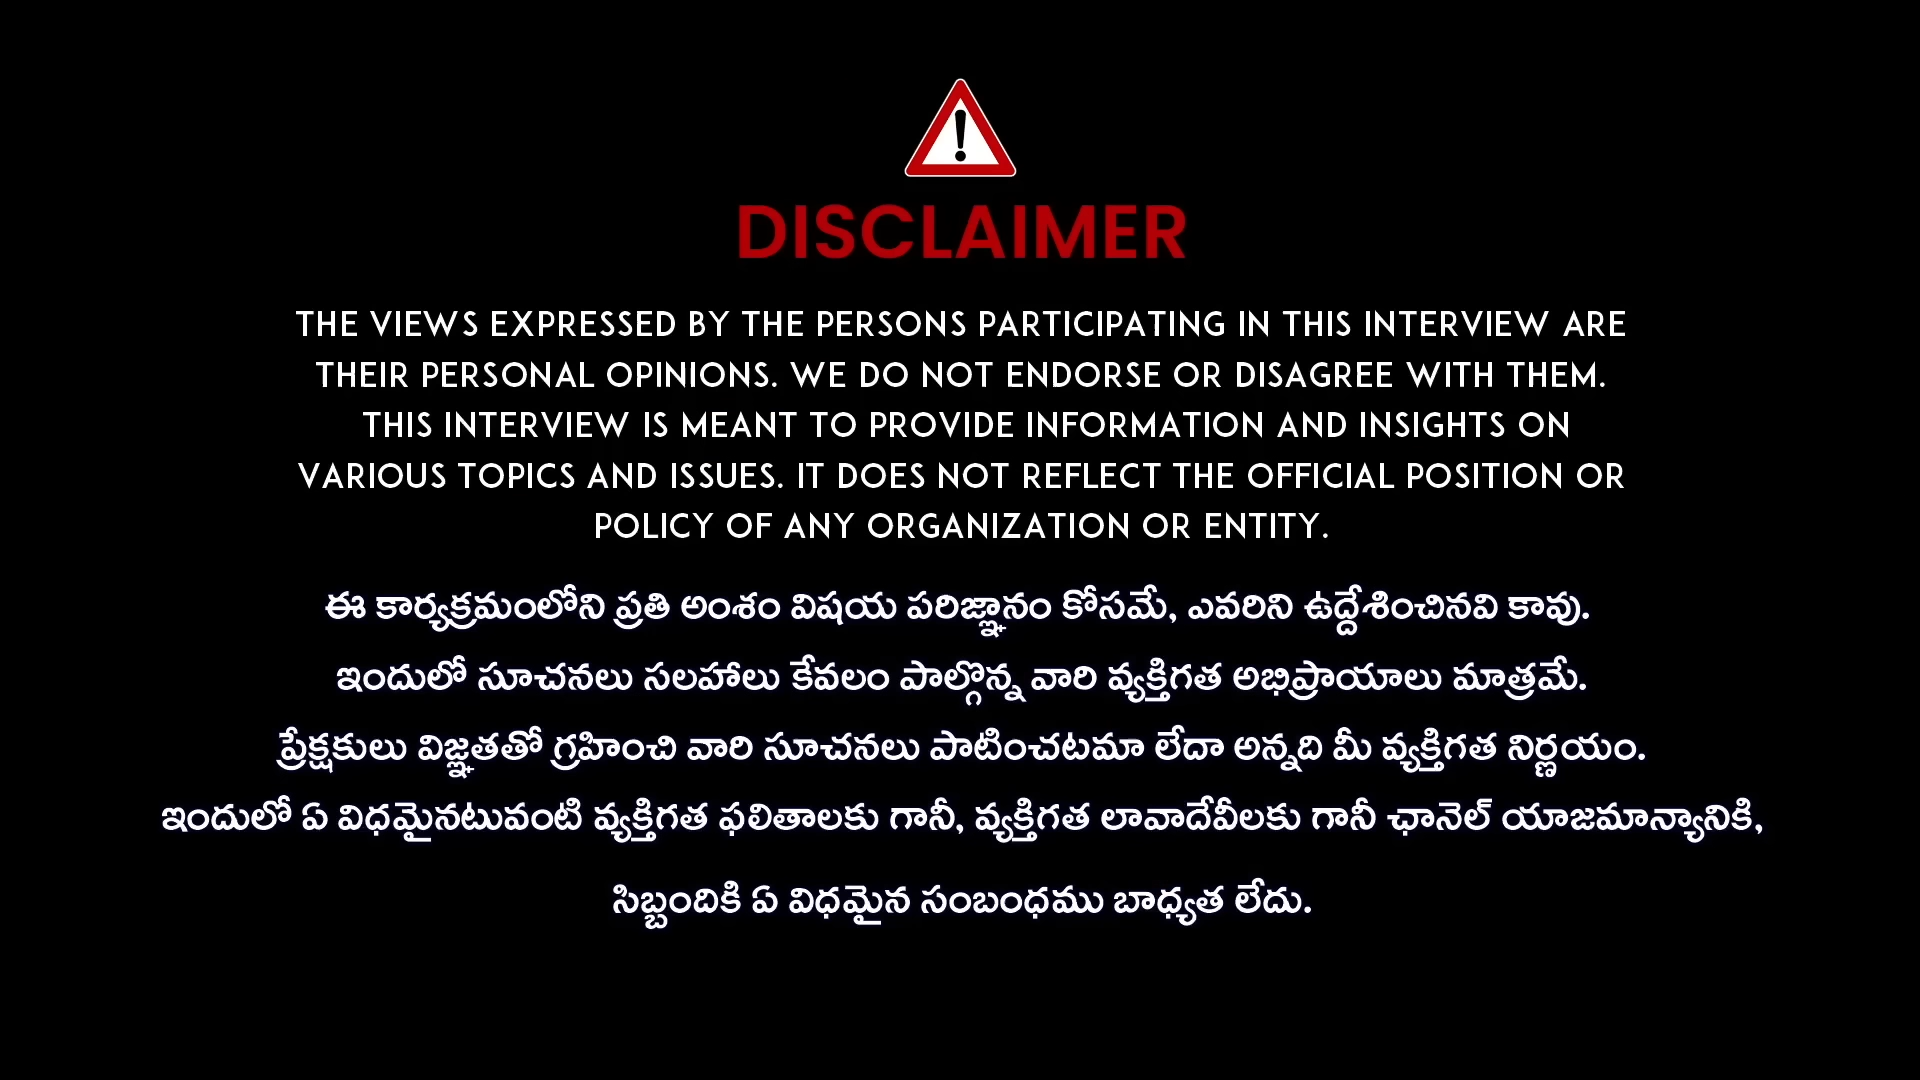 DISCLAIMER
THE VIEWS EXPRESSED BY THE PERSONS PARTICIPATING IN THIS INTERVIEW ARE
THEIR PERSONAL OPINIONS. WE DO NOT ENDORSE OR DISAGREE WITH THEM.
THIS INTERVIEW IS MEANT TO PROVIDE INFORMATION AND INSIGHTS ON
VARIOUS TOPICS AND ISSUES. IT DOES NOT REFLECT THE OFFICIAL POSITION OR
POLICY OF ANY ORGANIZATION OR ENTITY.
ఈ కార్యక్రమంలోని ప్రతి అంశం విషయ పరిజ్ఞానం కోసమే, ఎవరిని ఉద్దేశించినవి కావు.
ఇందులో సూచనలు సలహాలు కేవలం పాల్గొన్న వారి వ్యక్తిగత అభిప్రాయాలు మాత్రమే.
ప్రేక్షకులు విజ్ఞతతో గ్రహించి వారి సూచనలు పాటించటమా లేదా అన్నది మీ వ్యక్తిగత నిర్ణయం.
ఇందులో ఏ విధమైనటువంటి వ్యక్తిగత ఫలితాలకు గానీ, వ్యక్తిగత లావాదేవీలకు గానీ ఛానెల్ యాజమాన్యానికి,
సిబ్బందికి ఏ విధమైన సంబంధము బాధ్యత లేదు.